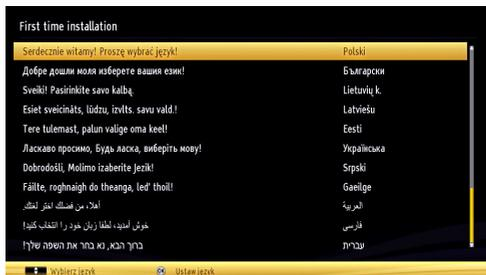 First time installation
Serdecznie witamy! Proszę wybrać język! Polski
Добре дошли моля изберете вашия език! Български
Sveiki! Pasirinkite savo kalbą. Lietuvių k.
Esiet sveicināts, lūdzu, izvlts. savu vald.! Latviešu
Tere tulemast, palun valige oma keel! Eesti
Ласкаво просимо, Будь ласка, виберіть мову! Українська
Dobrodošli, Molimo izaberite Jezik! Srpski
Fáilte, roghnaigh do theanga, led' thoil! Gaeilge
أهلا، من فضلك اختر لغتك. العربية
خوش آمدید، لطفا زبان خود را انتخاب کنید! فارسی
ברוך הבא, נא בחר את השפה שלך! עברית
Wybierz język OK Ustaw język